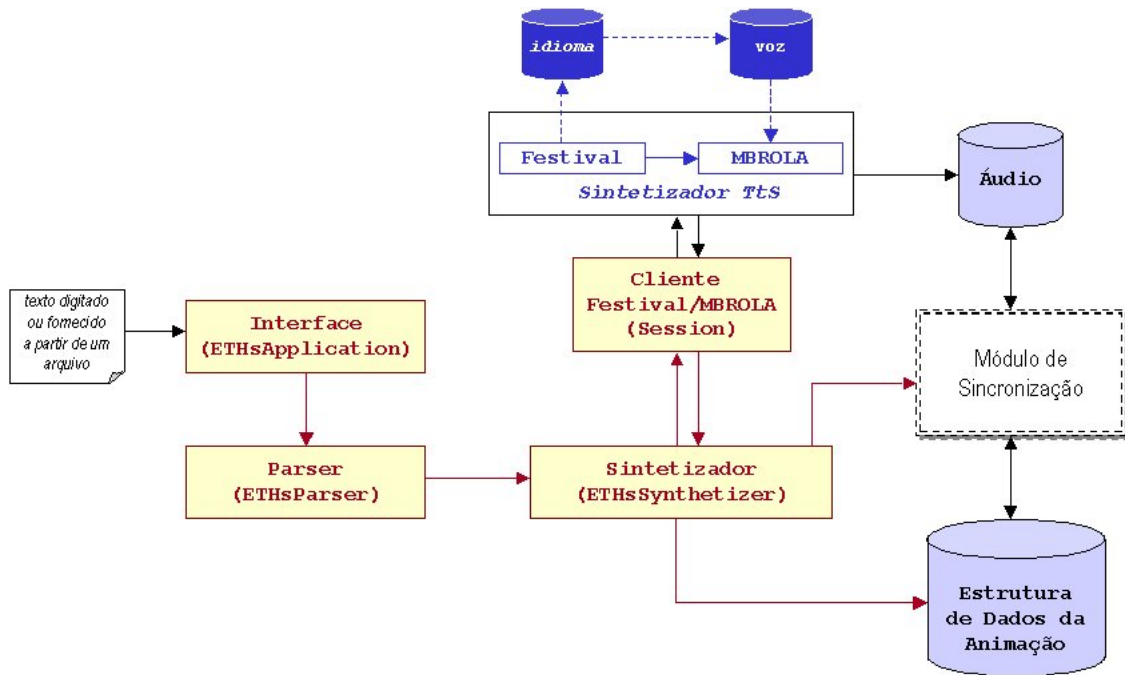 idioma
voz
Festival
MBROLA
Sintetizador TtS
Áudio
Cliente
Festival/MBROLA
(Session)
texto digitado
ou fornecido
a partir de um
arquivo
Interface
(ETHsApplication)
Módulo de
Sincronização
Parser
(ETHsParser)
Sintetizador
(ETHsSynthetizer)
Estrutura
de Dados da
Animação